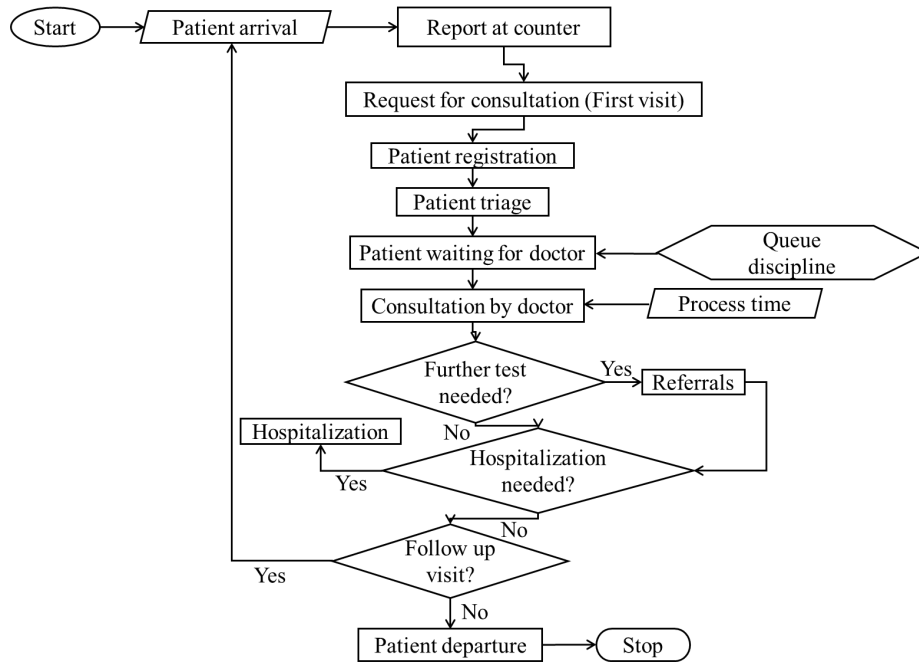 Start
Patient arrival
Report at counter
Request for consultation (First visit)
Patient registration
Patient triage
Patient waiting for doctor
Queue
discipline
Consultation by doctor
Process time
Further test
needed?
Yes
Referrals
No
Hospitalization
Hospitalization
needed?
Yes
No
Follow up
visit?
Yes
No
Patient departure
Stop